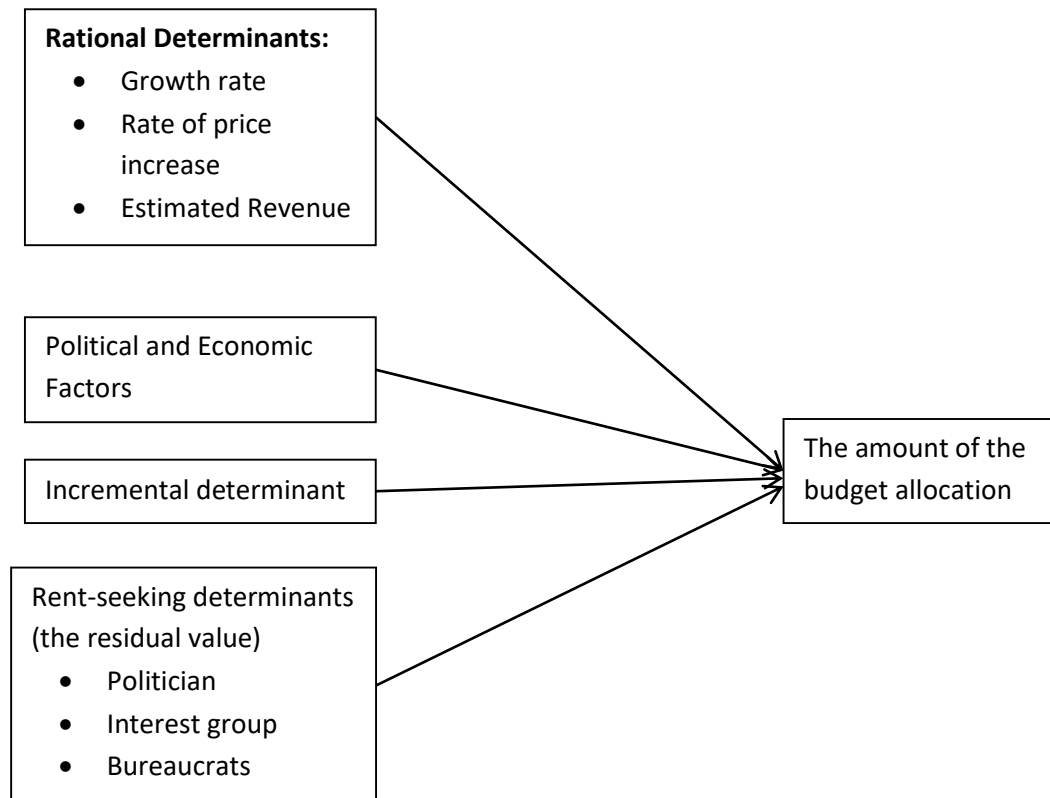 Rational Determinants:
• Growth rate
• Rate of price
increase
• Estimated Revenue
Political and Economic
Factors
Incremental determinant
Rent-seeking determinants
(the residual value)
• Politician
• Interest group
• Bureaucrats
The amount of the
budget allocation